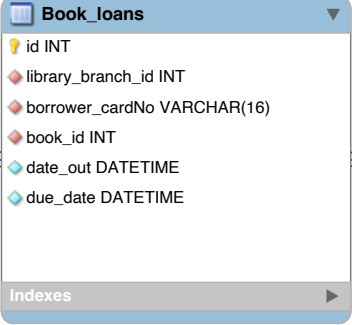 Book_loans
id INT
library_branch_id INT
borrower_cardNo VARCHAR(16)
book_id INT
date_out DATETIME
due_date DATETIME
Indexes